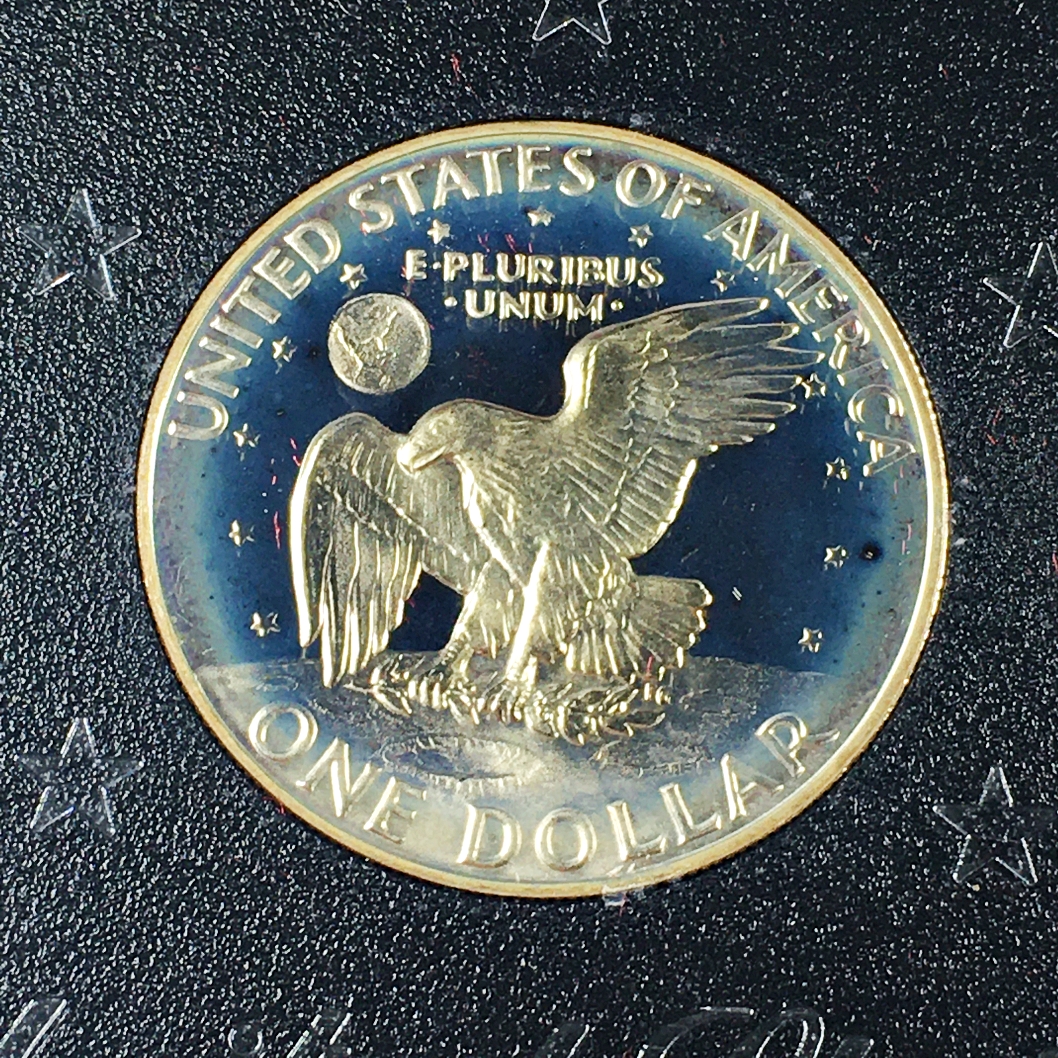 UNITED STATES OF AMERICA
E·PLURIBUS
·UNUM·
ONE DOLLAR